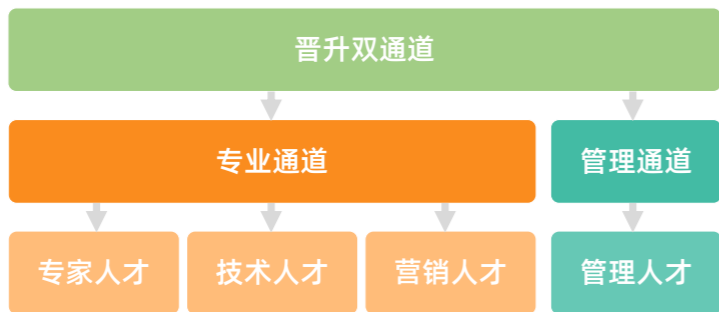 晋升双通道
专业通道
管理通道
专家人才
技术人才
营销人才
管理人才